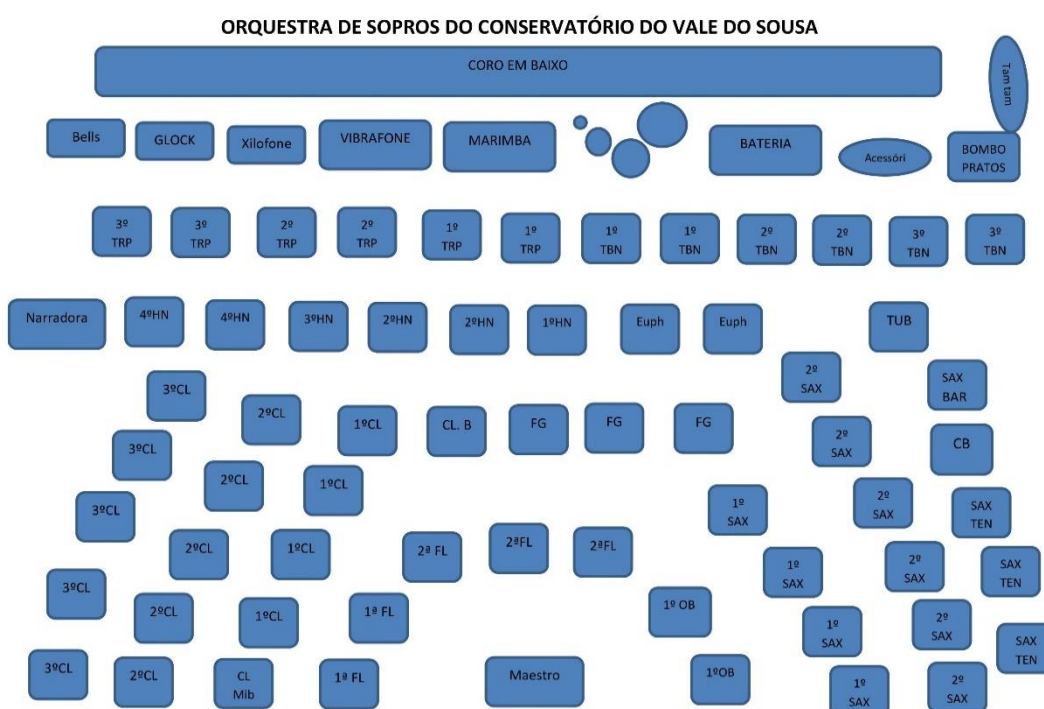 ORQUESTRA DE SOPROS DO CONSERVATÓRIO DO VALE DO SOUSA
CORO EM BAIXO
Tam tam
Bells
GLOCK
Xilofone
VIBRAFONE
MARIMBA
BATERIA
Acessóri
BOMBO
PRATOS
3º
TRP
3º
TRP
2º
TRP
2º
TRP
1º
TRP
1º
TRP
1º
TBN
1º
TBN
2º
TBN
2º
TBN
3º
TBN
3º
TBN
Narradora
4ºHN
4ºHN
3ºHN
2ºHN
2ºHN
1ºHN
Euph
Euph
TUB
2º
SAX
SAX
BAR
3ºCL
2ºCL
1ºCL
CL. B
FG
FG
FG
2º
SAX
CB
3ºCL
2ºCL
1ºCL
1º
SAX
2º
SAX
SAX
TEN
3ºCL
2ºCL
1ºCL
2ª FL
2ªFL
2ªFL
1º
SAX
2º
SAX
SAX
TEN
3ºCL
2ºCL
1ºCL
1ª FL
1º OB
1º
SAX
2º
SAX
SAX
TEN
3ºCL
2ºCL
CL
Mib
1ª FL
Maestro
1ºOB
1º
SAX
2º
SAX